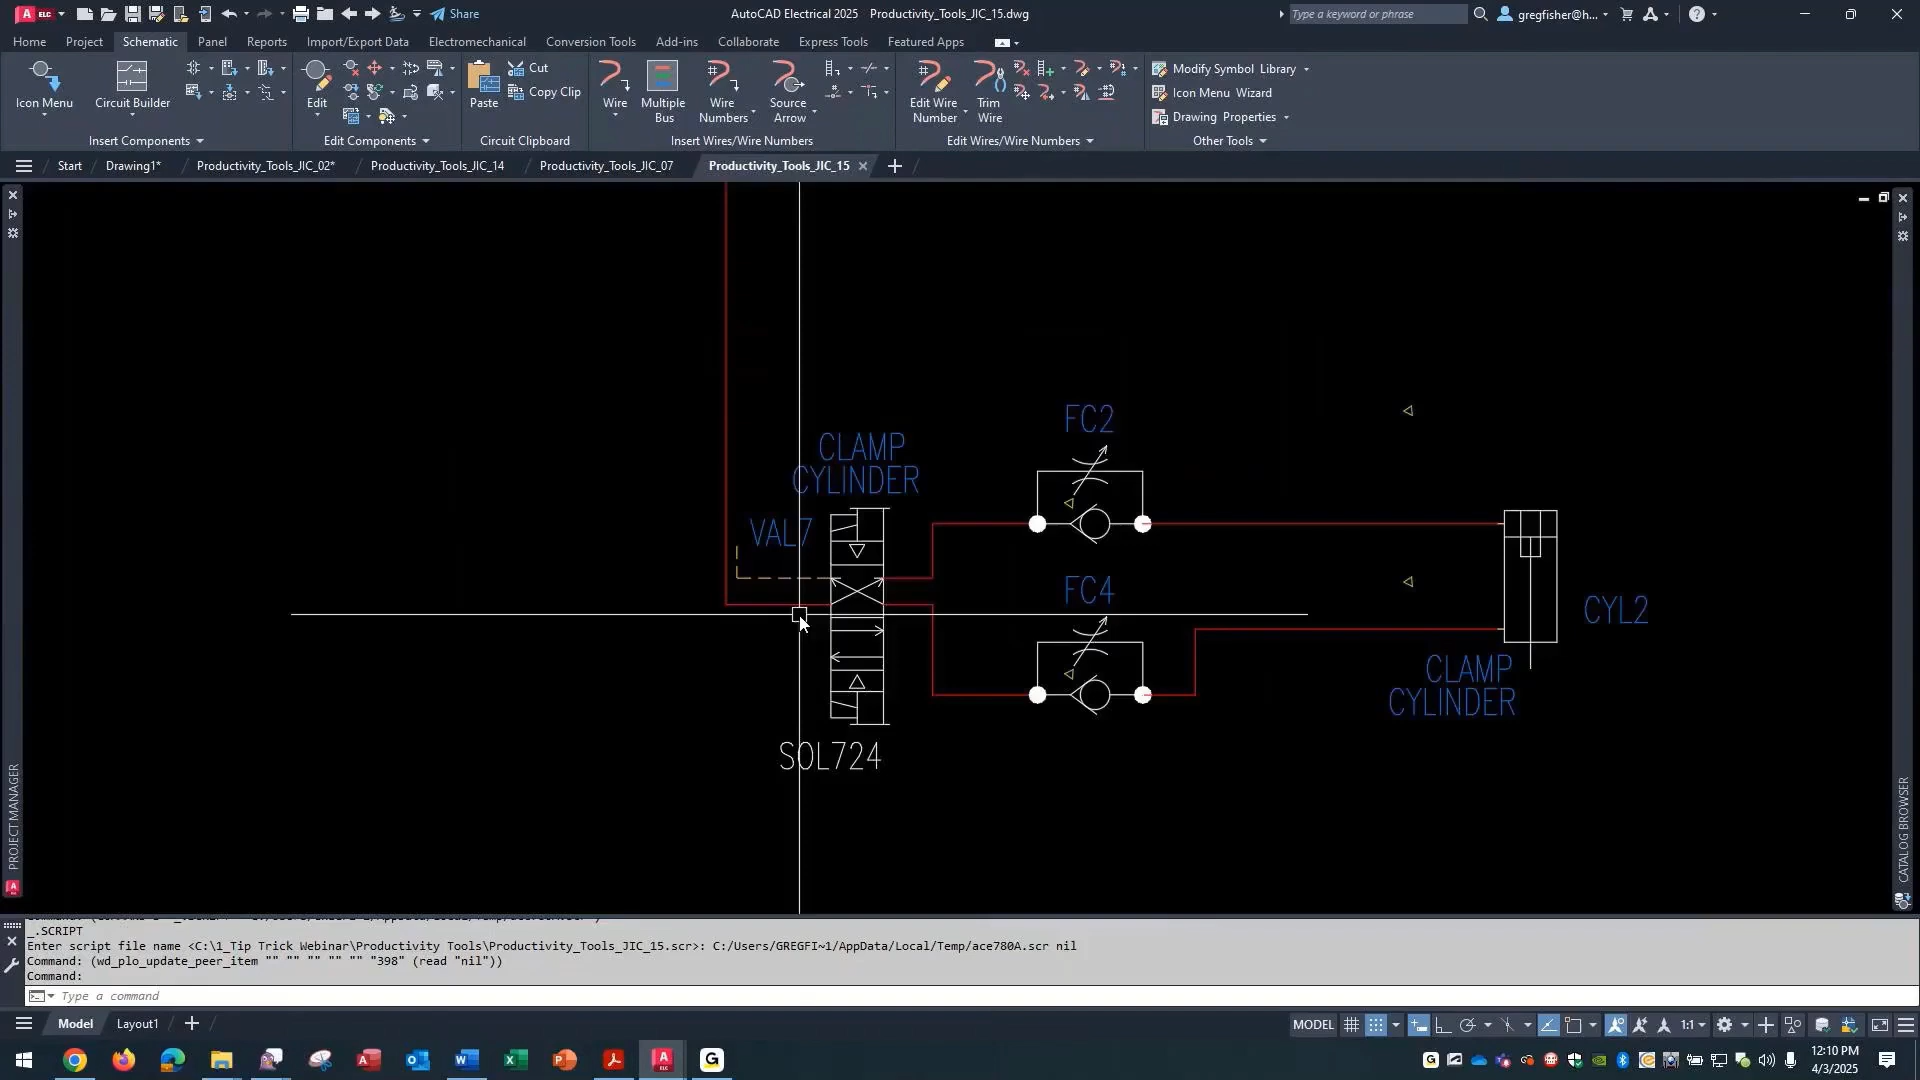 AutoCAD Electrical 2025 Productivity_Tools_JIC_15.dwg
Share
Type a keyword or phrase
gregfisher@h...
Home Project Schematic Panel Reports Import/Export Data Electromechanical Conversion Tools Add-ins Collaborate Express Tools Featured Apps
Icon Menu
Circuit Builder
Insert Components
Edit
Edit Components
Paste
Cut
Copy Clip
Circuit Clipboard
Wire
Multiple Bus
Wire Numbers
Source Arrow
Insert Wires/Wire Numbers
Edit Wire Number
Trim Wire
Edit Wires/Wire Numbers
Modify Symbol Library
Icon Menu Wizard
Drawing Properties
Other Tools
Start Drawing1* Productivity_Tools_JIC_02* Productivity_Tools_JIC_14 Productivity_Tools_JIC_07 Productivity_Tools_JIC_15
FC2
CLAMP
CYLINDER
VAL7
FC4
CYL2
CLAMP
CYLINDER
SOL724
PROJECT MANAGER
CATALOG BROWSER
_.SCRIPT
Enter script file name <C:\1_Tip Trick Webinar\Productivity Tools\Productivity_Tools_JIC_15.scr>: C:/Users/GREGFI~1/AppData/Local/Temp/ace780A.scr nil
Command: (wd_plo_update_peer_item "" "" "" "" "" "398" (read "nil"))
Command:
Type a command
Model Layout1
MODEL
1:1
12:10 PM
4/3/2025